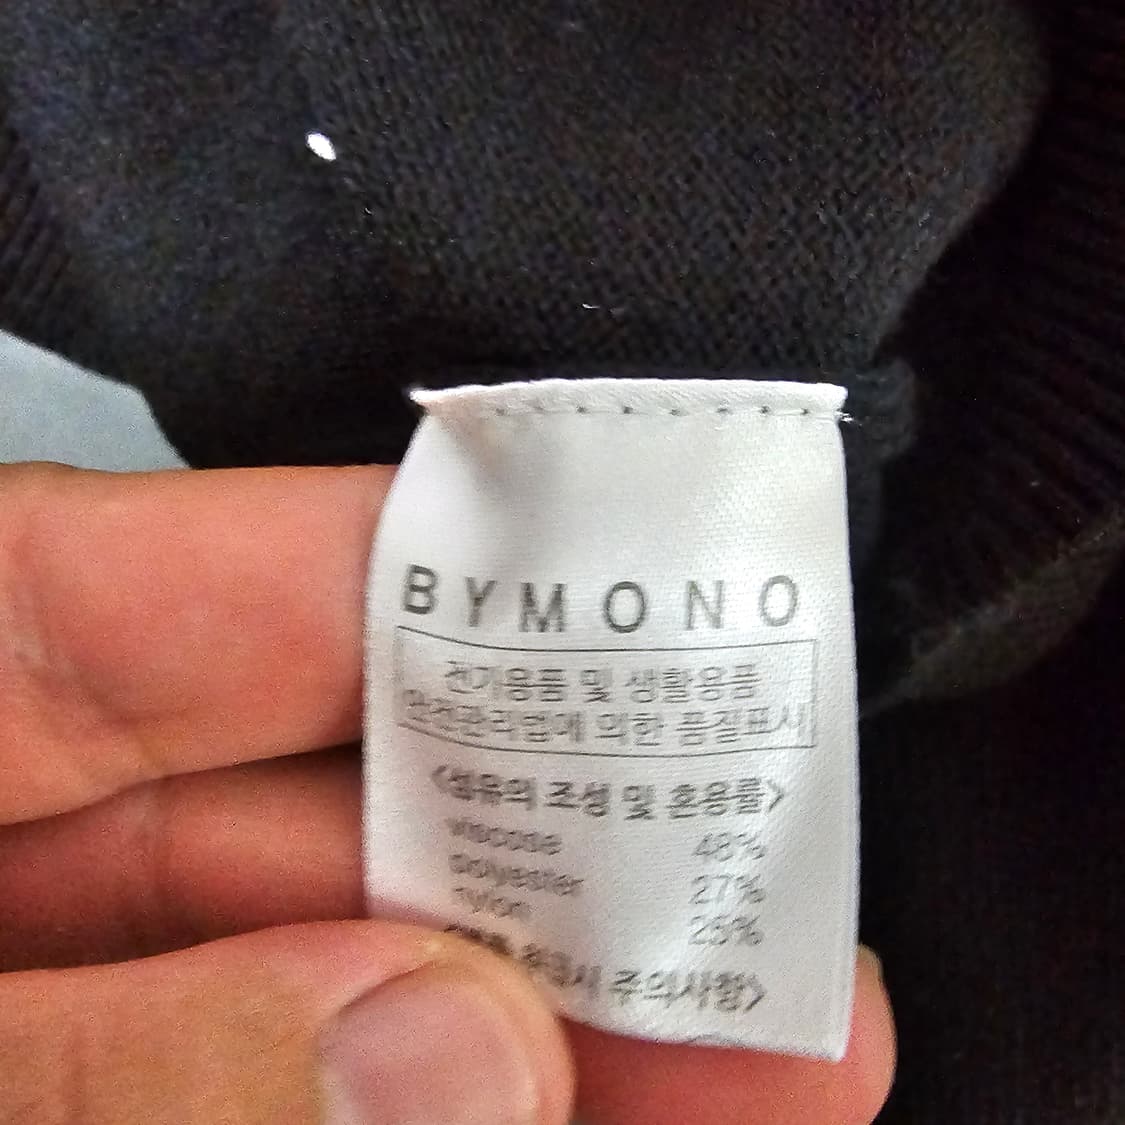 BYMONO
전기용품 및 생활용품
안전관리법에 의한 품질표시
<섬유의 조성 및 혼용률>
viscode 48%
polyester 27%
nylon 25%
주의사항>